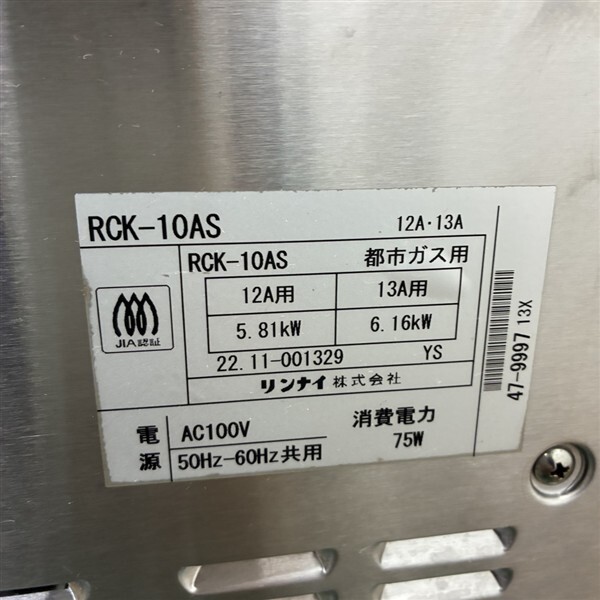 RCK-10AS 12A·13A
RCK-10AS 都市ガス用
12A用 13A用
5.81kW 6.16kW
JIA認証
22.11-001329 YS
リンナイ株式会社
電源 AC100V 50Hz-60Hz共用
消費電力 75W
47-9997 13X